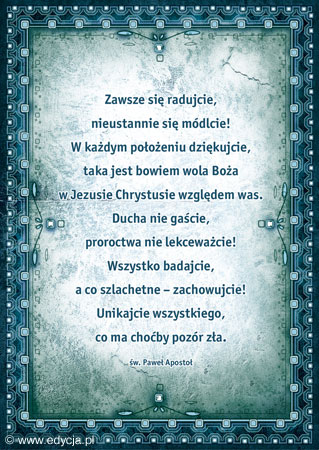 Zawsze się radujcie,
nieustannie się módlcie!
W każdym położeniu dziękujcie,
taka jest bowiem wola Boża
w Jezusie Chrystusie względem was.
Ducha nie gaście,
proroctwa nie lekceważcie!
Wszystko badajcie,
a co szlachetne – zachowujcie!
Unikajcie wszystkiego,
co ma choćby pozór zła.
św. Paweł Apostoł
© www.edycja.pl